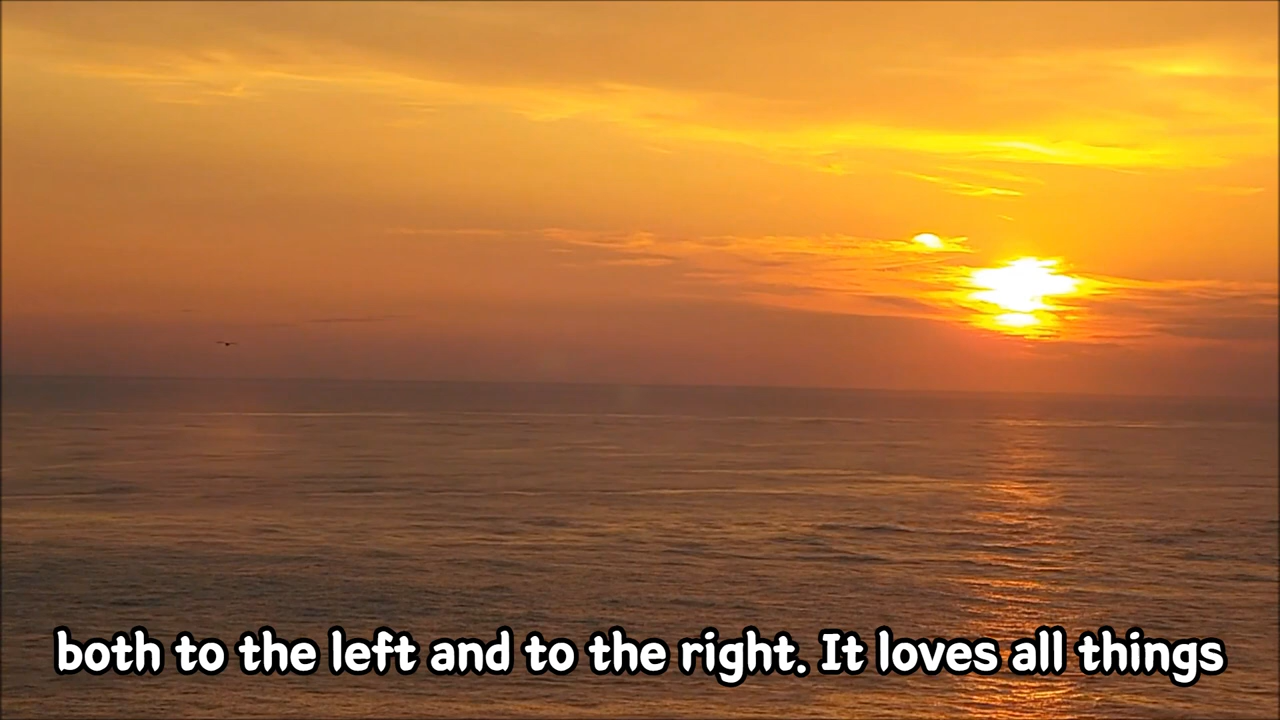 both to the left and to the right. It loves all things